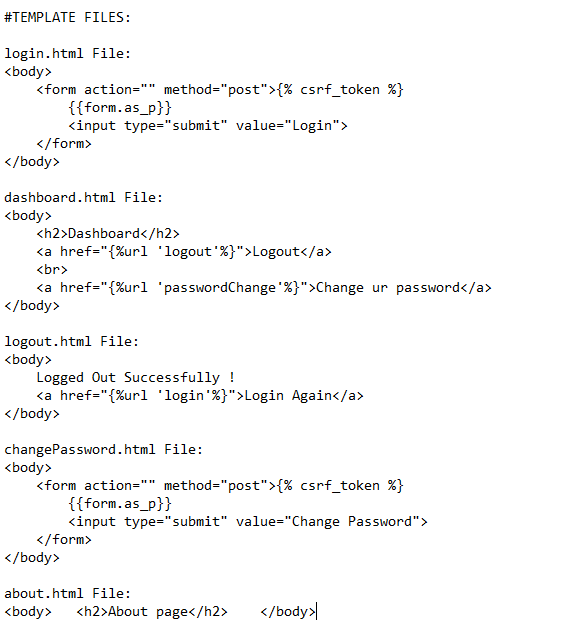 #TEMPLATE FILES:

login.html File:
<body>
    <form action="" method="post">{% csrf_token %}
        {{form.as_p}}
        <input type="submit" value="Login">
    </form>
</body>

dashboard.html File:
<body>
    <h2>Dashboard</h2>
    <a href="{%url 'logout'%}">Logout</a>
    <br>
    <a href="{%url 'passwordChange'%}">Change ur password</a>
</body>

logout.html File:
<body>
    Logged Out Successfully !
    <a href="{%url 'login'%}">Login Again</a>
</body>

changePassword.html File:
<body>
    <form action="" method="post">{% csrf_token %}
        {{form.as_p}}
        <input type="submit" value="Change Password">
    </form>
</body>

about.html File:
<body>   <h2>About page</h2>    </body>